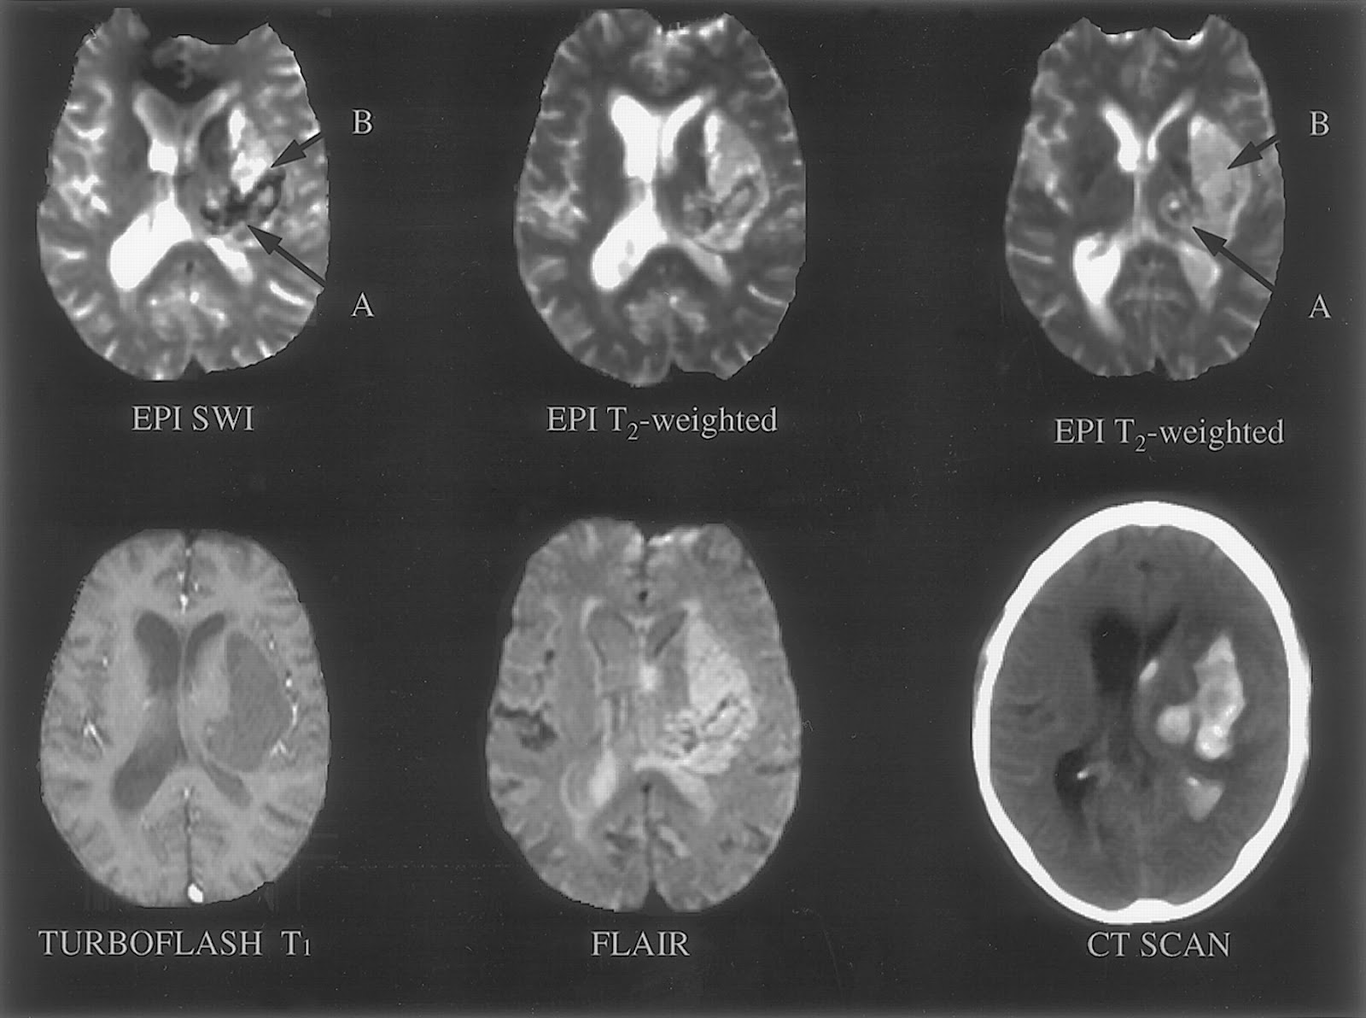 B
B
A
A
EPI SWI
EPI T₂-weighted
EPI T₂-weighted
TURBOFLASH T₁
FLAIR
CT SCAN